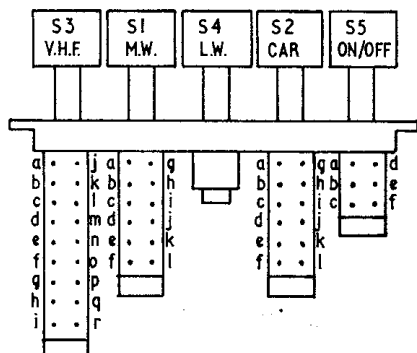 S3 S1 S4 S2 S5
V.H.F. M.W. L.W. CAR ON/OFF
a j a g a g a d
b k b h b h b e
c l c i c i c f
d m d j d j
e n e k e k
f o f l f l
g p
h q
i r